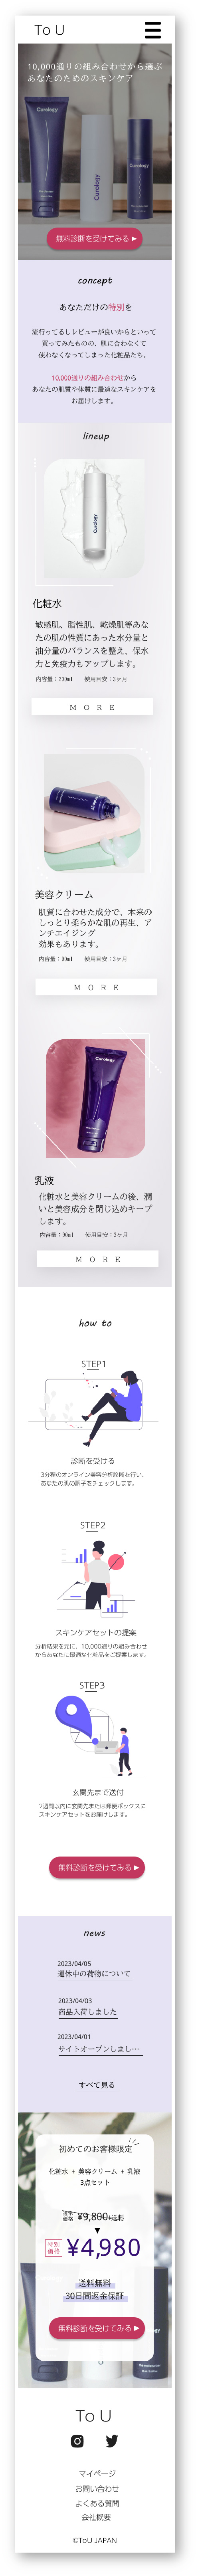 To U
10,000通りの組み合わせから選ぶ
あなたのためのスキンケア
Curology
Curology
Curology
無料診断を受けてみる▶
concept
あなただけの特別を
流行ってるしレビューが良いからといって
買ってみたものの、肌に合わなくて
使わなくなってしまった化粧品たち。
10,000通りの組み合わせから
あなたの肌質や体質に最適なスキンケアを
お届けします。
lineup
Curology
化粧水
敏感肌、脂性肌、乾燥肌等あな
たの肌の性質にあった水分量と
油分量のバランスを整え、保水
力と免疫力もアップします。
内容量：200ml 使用目安：3ヶ月
MORE
美容クリーム
肌質に合わせた成分で、本来の
しっとり柔らかな肌の再生、ア
ンチエイジング
効果もあります。
内容量：90ml 使用目安：3ヶ月
MORE
Curology
乳液
化粧水と美容クリームの後、潤
いと美容成分を閉じ込めキープ
します。
内容量：90ml 使用目安：3ヶ月
MORE
how to
STEP1
診断を受ける
3分程のオンライン美容分析診断を行い、
あなたの肌の調子をチェックします。
STEP2
スキンケアセットの提案
分析結果を元に、10,000通りの組み合わせ
からあなたに最適な化粧品をご提案します。
STEP3
玄関先まで送付
2週間以内に玄関先または郵便ボックスに
スキンケアセットをお届けします。
無料診断を受けてみる▶
news
2023/04/05
運休中の荷物について
2023/04/03
商品入荷しました
2023/04/01
サイトオープンしまし…
すべて見る
初めてのお客様限定
化粧水 + 美容クリーム + 乳液
3点セット
通常価格 ¥9,800+送料
▼
特別価格 ¥4,980
送料無料
30日間返金保証
無料診断を受けてみる▶
To U
マイページ
お問い合わせ
よくある質問
会社概要
©ToU JAPAN